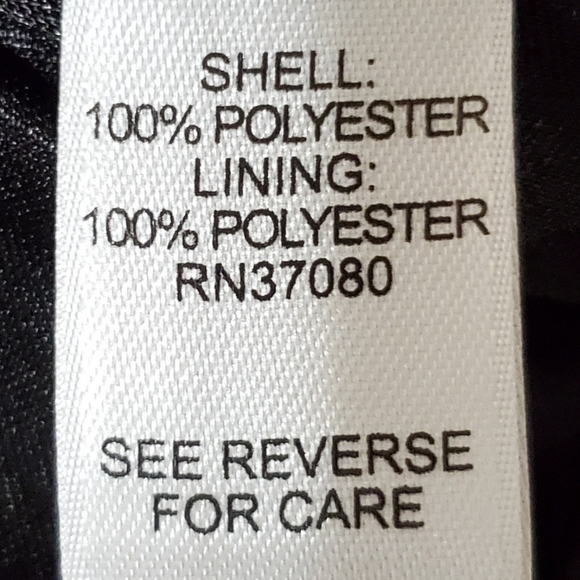 SHELL:
100% POLYESTER
LINING:
100% POLYESTER
RN37080
SEE REVERSE
FOR CARE